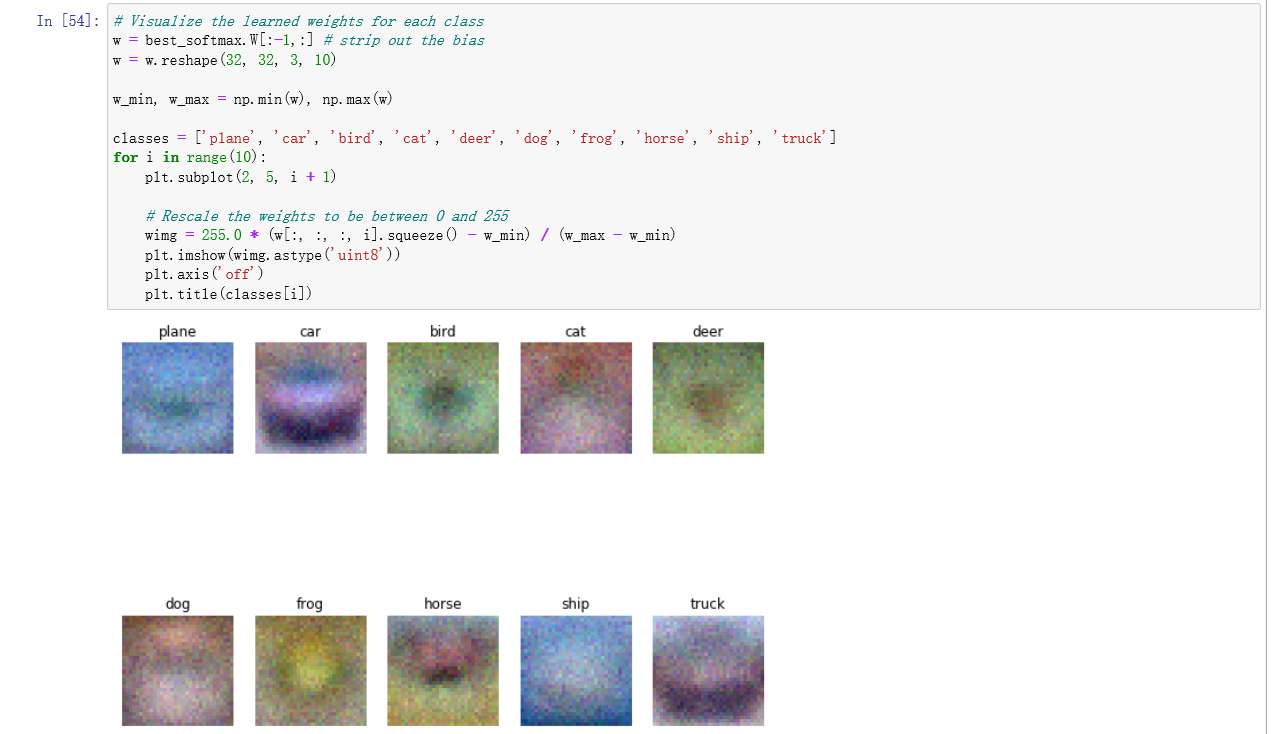 In [54]:
# Visualize the learned weights for each class
w = best_softmax.W[:-1,:] # strip out the bias
w = w.reshape(32, 32, 3, 10)
w_min, w_max = np.min(w), np.max(w)
classes = ['plane', 'car', 'bird', 'cat', 'deer', 'dog', 'frog', 'horse', 'ship', 'truck']
for i in range(10):
    plt.subplot(2, 5, i + 1)
    # Rescale the weights to be between 0 and 255
    wimg = 255.0 * (w[:, :, :, i].squeeze() - w_min) / (w_max - w_min)
    plt.imshow(wimg.astype('uint8'))
    plt.axis('off')
    plt.title(classes[i])
plane car bird cat deer
dog frog horse ship truck